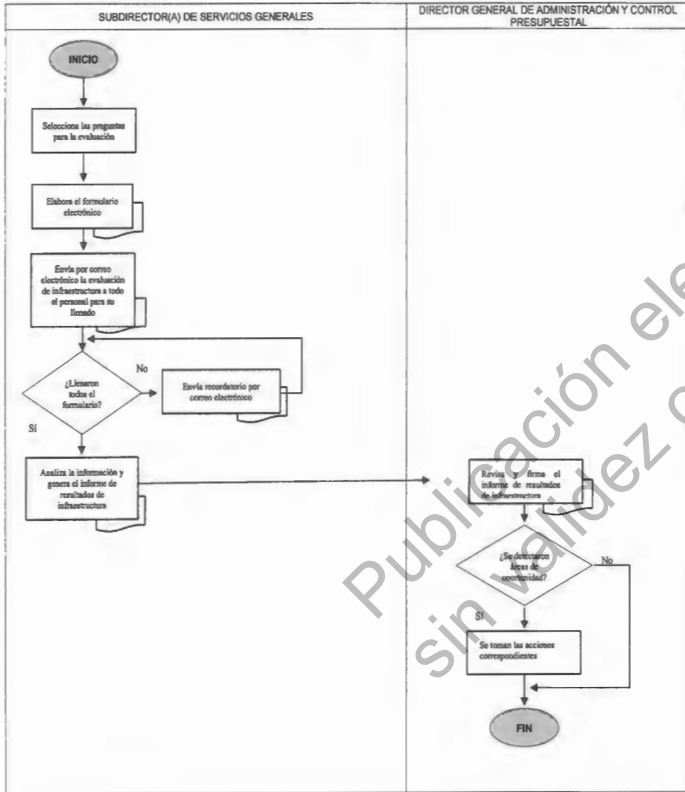 SUBDIRECTOR(A) DE SERVICIOS GENERALES
DIRECTOR GENERAL DE ADMINISTRACIÓN Y CONTROL
PRESUPUESTAL
INICIO
Selecciona las preguntas
para la evaluación
Elabora el formulario
electrónico
Envía por correo
electrónico la evaluación
de infraestructura a todo
el personal para su
llenado
¿Llenaron
todos el
formulario?
No
Envía recordatorio por
correo electrónico
Sí
Analiza la información y
genera el informe de
resultados de
infraestructura
Revisa y firma el
informe de resultados
de infraestructura
¿Se detectaron
áreas de
oportunidad?
No
Sí
Se toman las acciones
correspondientes
FIN
Publicación ele
sin validez o